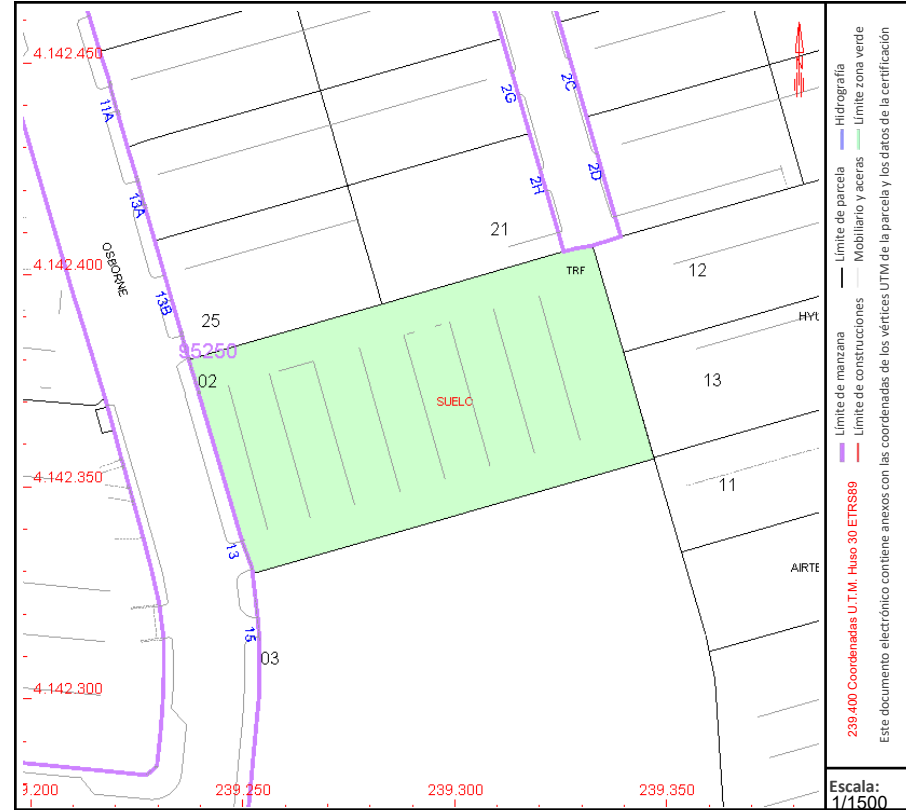 4.142.450
11A
2G
2C
13A
2H
2D
21
OSBORNE
TRF
12
4.142.400
13B
25
95250
02
SUELO
13
4.142.350
11
13
15
03
4.142.300
239.250
239.300
239.350
Límite de manzana
Límite de parcela
Hidrografía
Límite de construcciones
Mobiliario y aceras
Límite zona verde
239.400 Coordenadas U.T.M. Huso 30 ETRS89
Este documento electrónico contiene anexos con las coordenadas de los vértices UTM de la parcela y los datos de la certificación
Escala:
1/1500